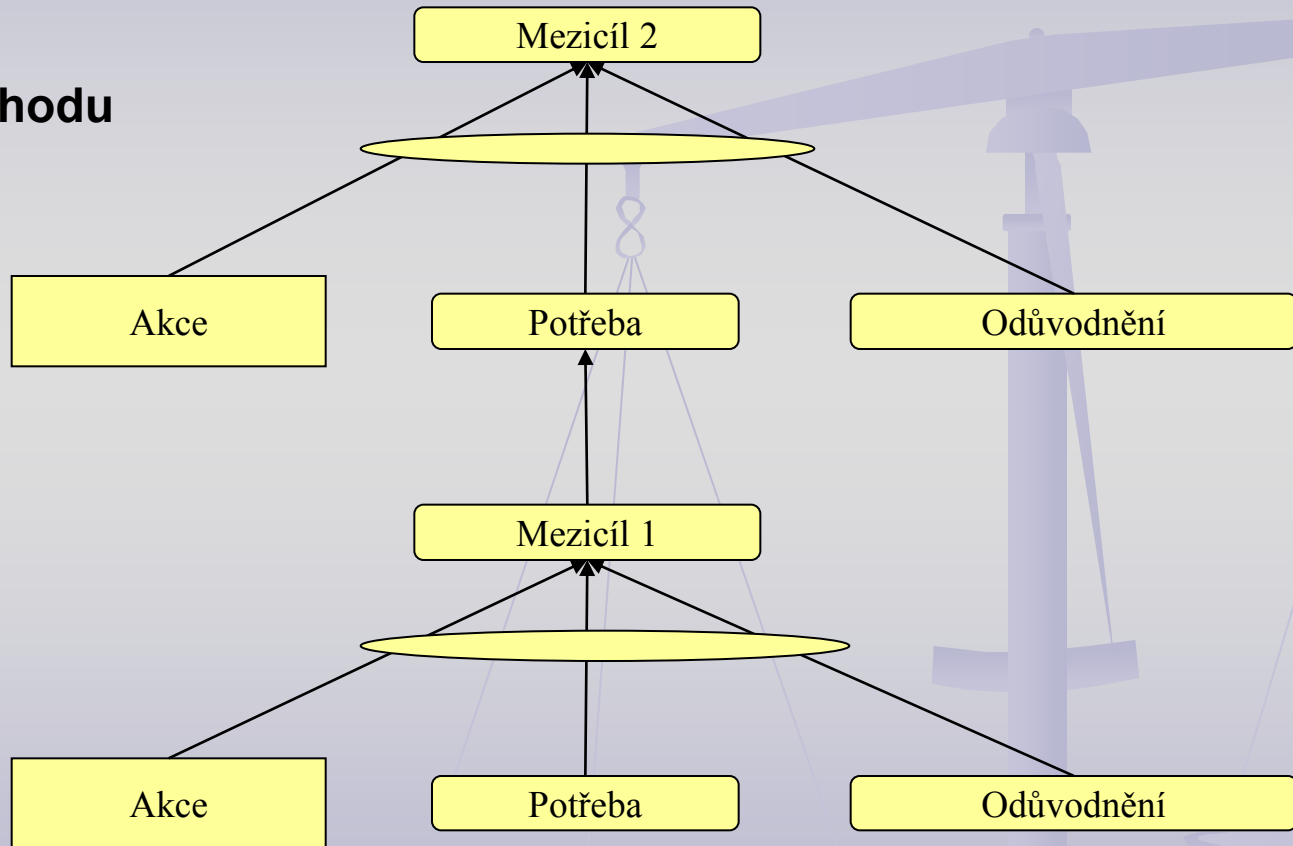 Mezicíl 2
hodu
Akce
Potřeba
Odůvodnění
Mezicíl 1
Akce
Potřeba
Odůvodnění